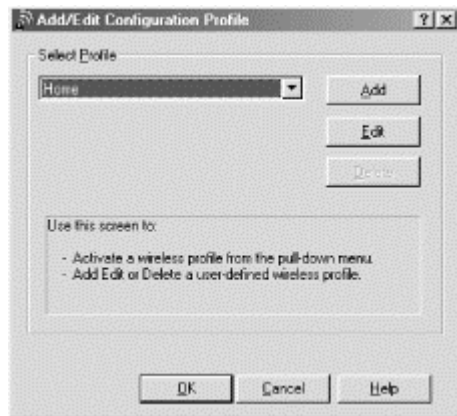 Add/Edit Configuration Profile
Select Profile
Home
Add
Edit
Delete
Use this screen to:
- Activate a wireless profile from the pull-down menu.
- Add Edit or Delete a user-defined wireless profile.
OK
Cancel
Help